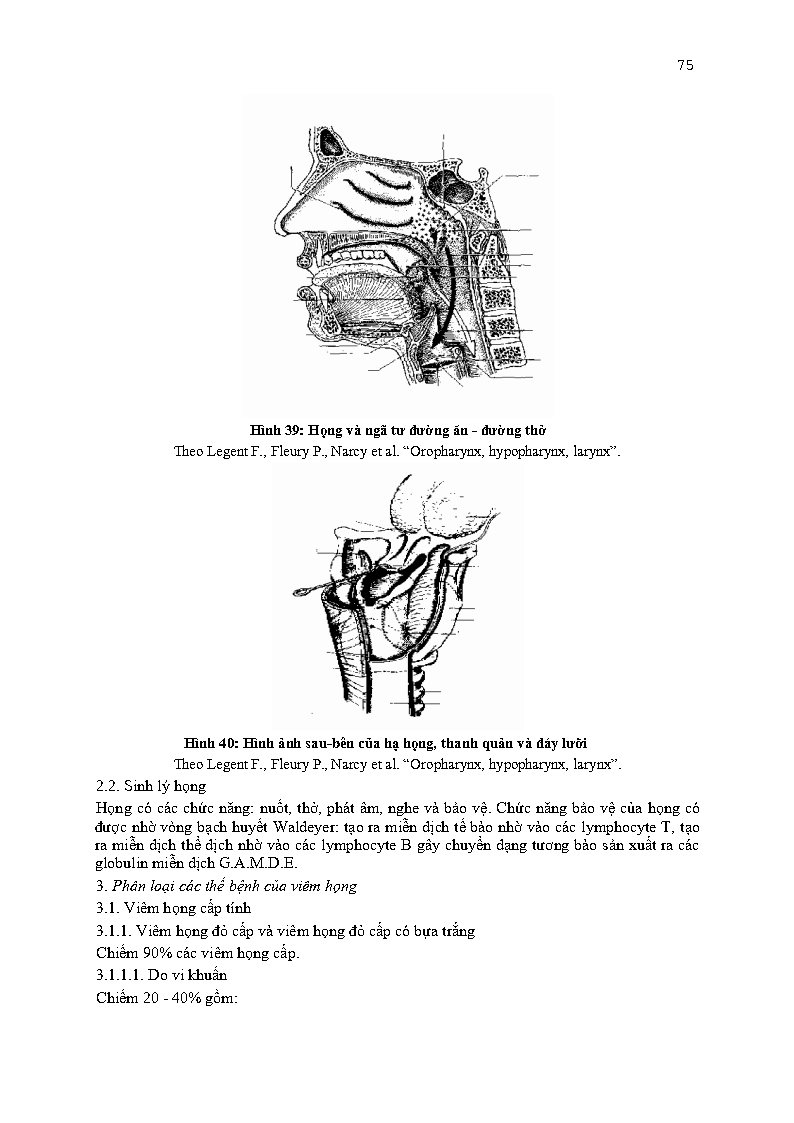 75
Hình 39: Họng và ngã tư đường ăn - đường thở
Theo Legent F., Fleury P., Narcy et al. “Oropharynx, hypopharynx, larynx”.
Hình 40: Hình ảnh sau-bên của hạ họng, thanh quản và đáy lưỡi
Theo Legent F., Fleury P., Narcy et al. “Oropharynx, hypopharynx, larynx”.
2.2. Sinh lý họng
Họng có các chức năng: nuốt, thở, phát âm, nghe và bảo vệ. Chức năng bảo vệ của họng có
được nhờ vòng bạch huyết Waldeyer: tạo ra miễn dịch tế bào nhờ vào các lymphocyte T, tạo
ra miễn dịch thể dịch nhờ vào các lymphocyte B gây chuyển dạng tương bào sản xuất ra các
globulin miễn dịch G.A.M.D.E.
3. Phân loại các thể bệnh của viêm họng
3.1. Viêm họng cấp tính
3.1.1. Viêm họng đỏ cấp và viêm họng đỏ cấp có bựa trắng
Chiếm 90% các viêm họng cấp.
3.1.1.1. Do vi khuẩn
Chiếm 20 - 40% gồm: